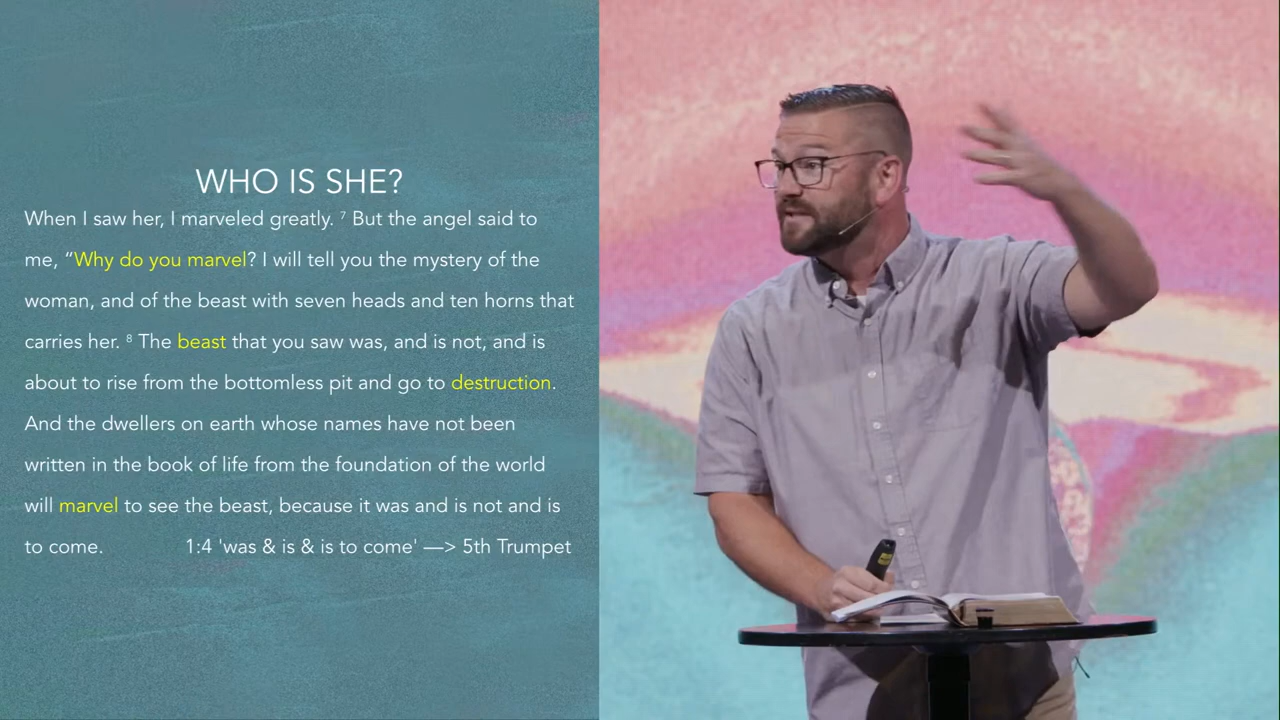 WHO IS SHE?
When I saw her, I marveled greatly. ⁷ But the angel said to
me, “Why do you marvel? I will tell you the mystery of the
woman, and of the beast with seven heads and ten horns that
carries her. ⁸ The beast that you saw was, and is not, and is
about to rise from the bottomless pit and go to destruction.
And the dwellers on earth whose names have not been
written in the book of life from the foundation of the world
will marvel to see the beast, because it was and is not and is
to come. 1:4 'was & is & is to come' —> 5th Trumpet